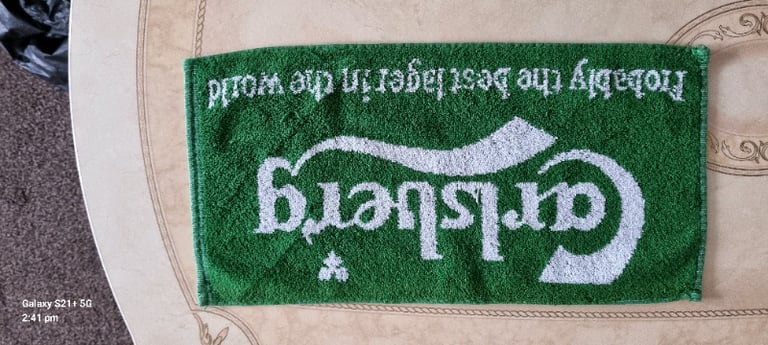 Carlsberg
Probably the best lager in the world
Galaxy S21+ 5G
2:41 pm